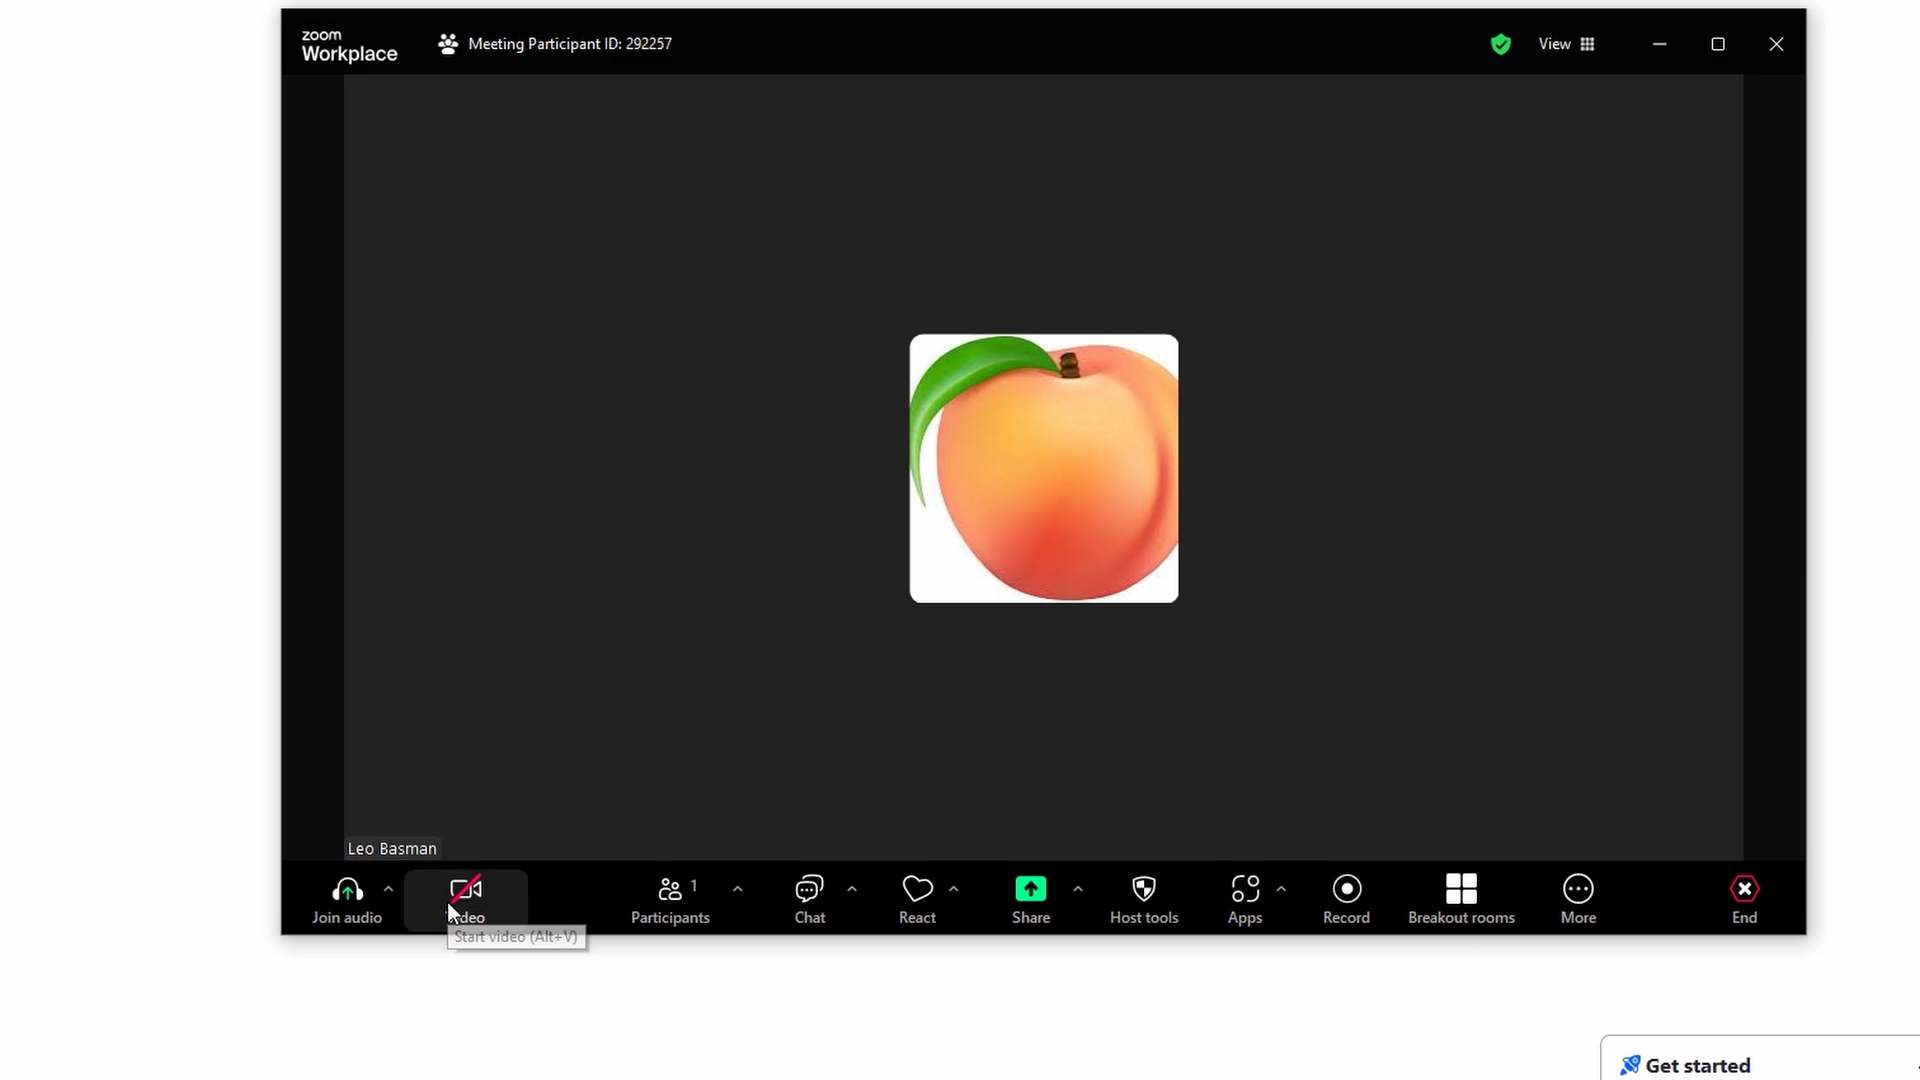 zoom
Workplace
Meeting Participant ID: 292257
View
Leo Basman
Join audio
Participants
1
Chat
React
Share
Host tools
Apps
Record
Breakout rooms
More
End
Start video (Alt+V)
Get started